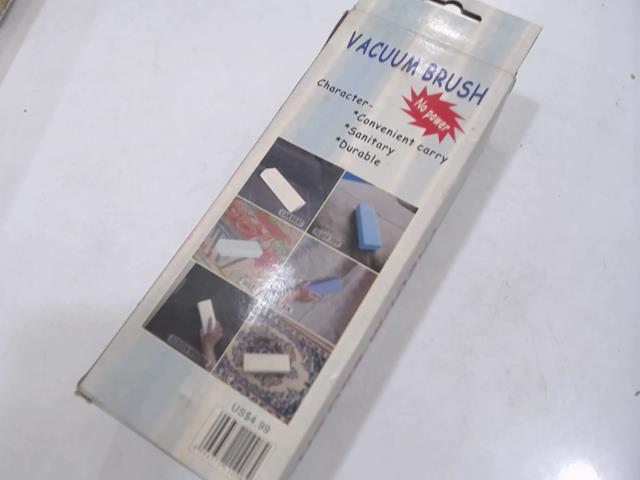 VACUUM BRUSH
No power
Character-
*Convenient carry
*Sanitary
*Durable
US$4.99